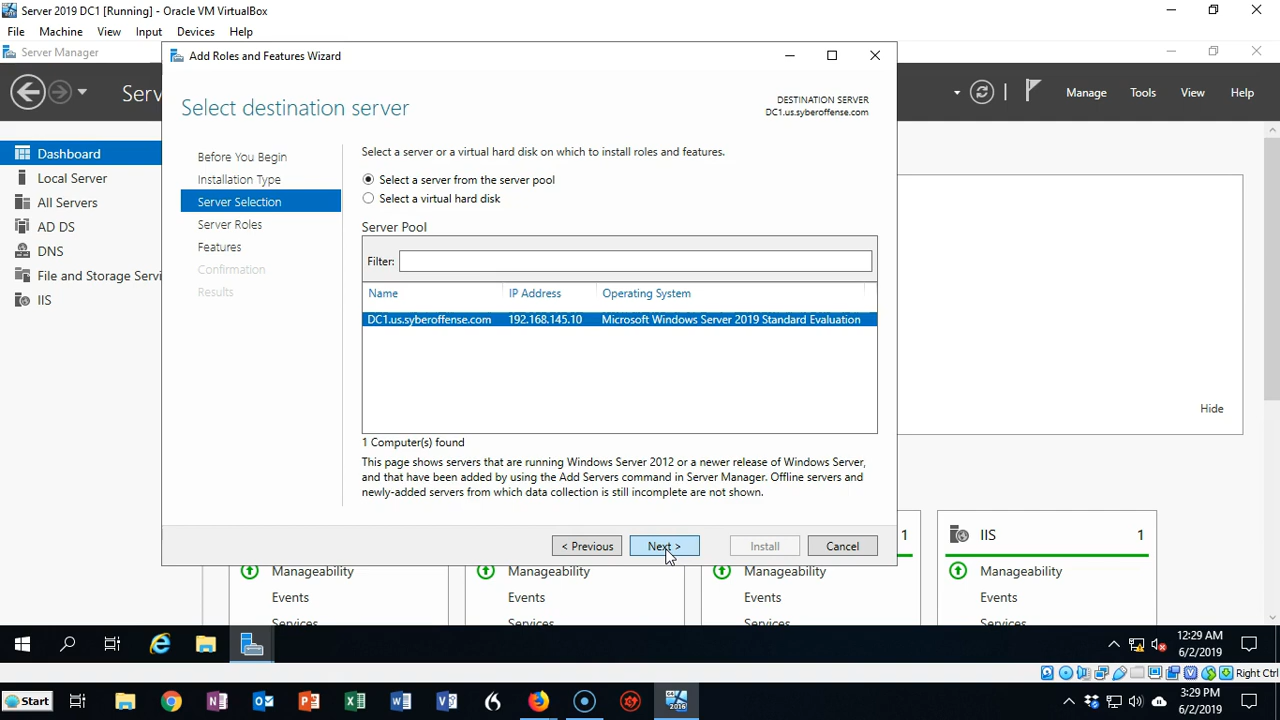 Server 2019 DC1 [Running] - Oracle VM VirtualBox
File Machine View Input Devices Help
Server Manager
Add Roles and Features Wizard
Serv
Manage Tools View Help
Select destination server
DESTINATION SERVER
DC1.us.syberoffense.com
Dashboard
Local Server
All Servers
AD DS
DNS
File and Storage Servi
IIS
Before You Begin
Installation Type
Server Selection
Server Roles
Features
Confirmation
Results
Select a server or a virtual hard disk on which to install roles and features.
Select a server from the server pool
Select a virtual hard disk
Server Pool
Filter:
Name IP Address Operating System
DC1.us.syberoffense.com 192.168.145.10 Microsoft Windows Server 2019 Standard Evaluation
1 Computer(s) found
This page shows servers that are running Windows Server 2012 or a newer release of Windows Server,
and that have been added by using the Add Servers command in Server Manager. Offline servers and
newly-added servers from which data collection is still incomplete are not shown.
< Previous Next > Install Cancel
Hide
1 IIS 1
Manageability Manageability Manageability Manageability
Events Events Events Events
Services Services Services Services
12:29 AM
6/2/2019
Right Ctrl
Start
2016
3:29 PM
6/2/2019